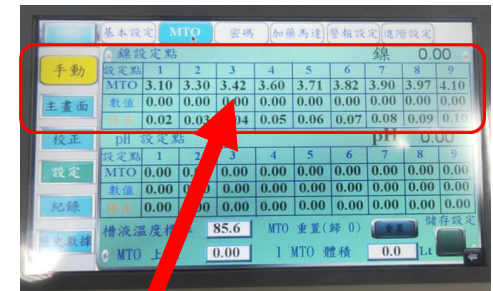 基本設定 MTO 密碼 加藥馬達 警報設定 進階設定
手動
鎳設定點 鎳 0.00
設定點 1 2 3 4 5 6 7 8 9
MTO 3.10 3.30 3.42 3.60 3.71 3.82 3.90 3.97 4.10
主畫面
數值 0.00 0.00 0.00 0.00 0.00 0.00 0.00 0.00 0.00
0.02 0.03 0.04 0.05 0.06 0.07 0.08 0.09 0.10
校正
pH 設定點 pH 0.00
設定點 1 2 3 4 5 6 7 8 9
設定
MTO 0.00 0.00 0.00 0.00 0.00 0.00 0.00 0.00
數值 0.00 0.00 0.00 0.00 0.00 0.00 0.00 0.00
紀錄
0.00 0.00 0.00 0.00 0.00 0.00 0.00 0.00
槽液溫度 85.6 MTO 重置(歸 0) 重置 儲存設定
歷史數據
MTO 上 0.00 1 MTO 體積 0.0 Lt